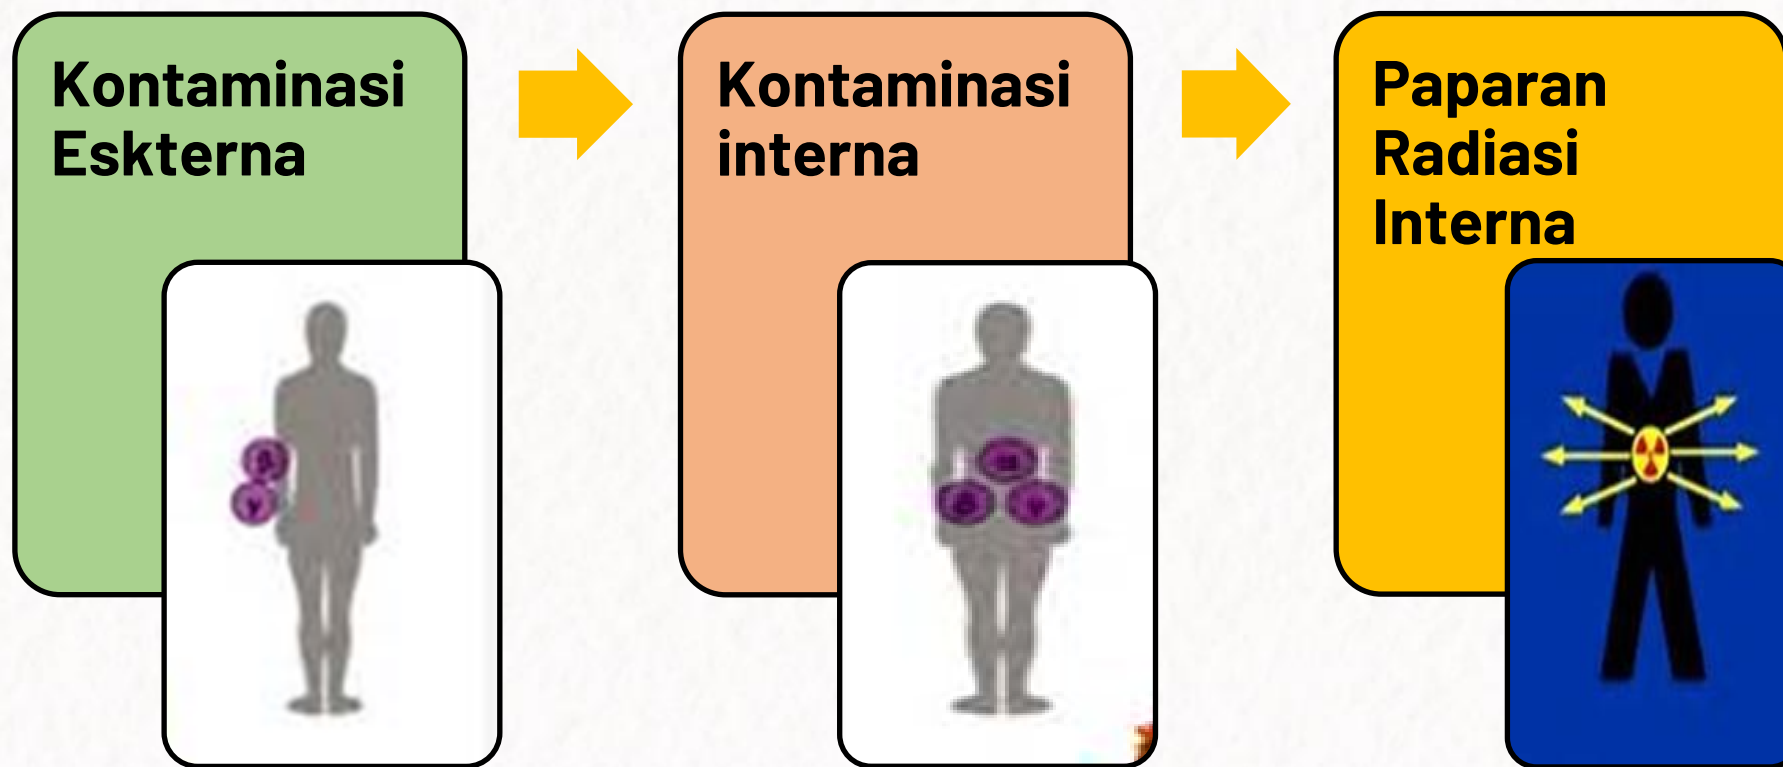 Kontaminasi
Eskterna
Kontaminasi
interna
Paparan
Radiasi
Interna